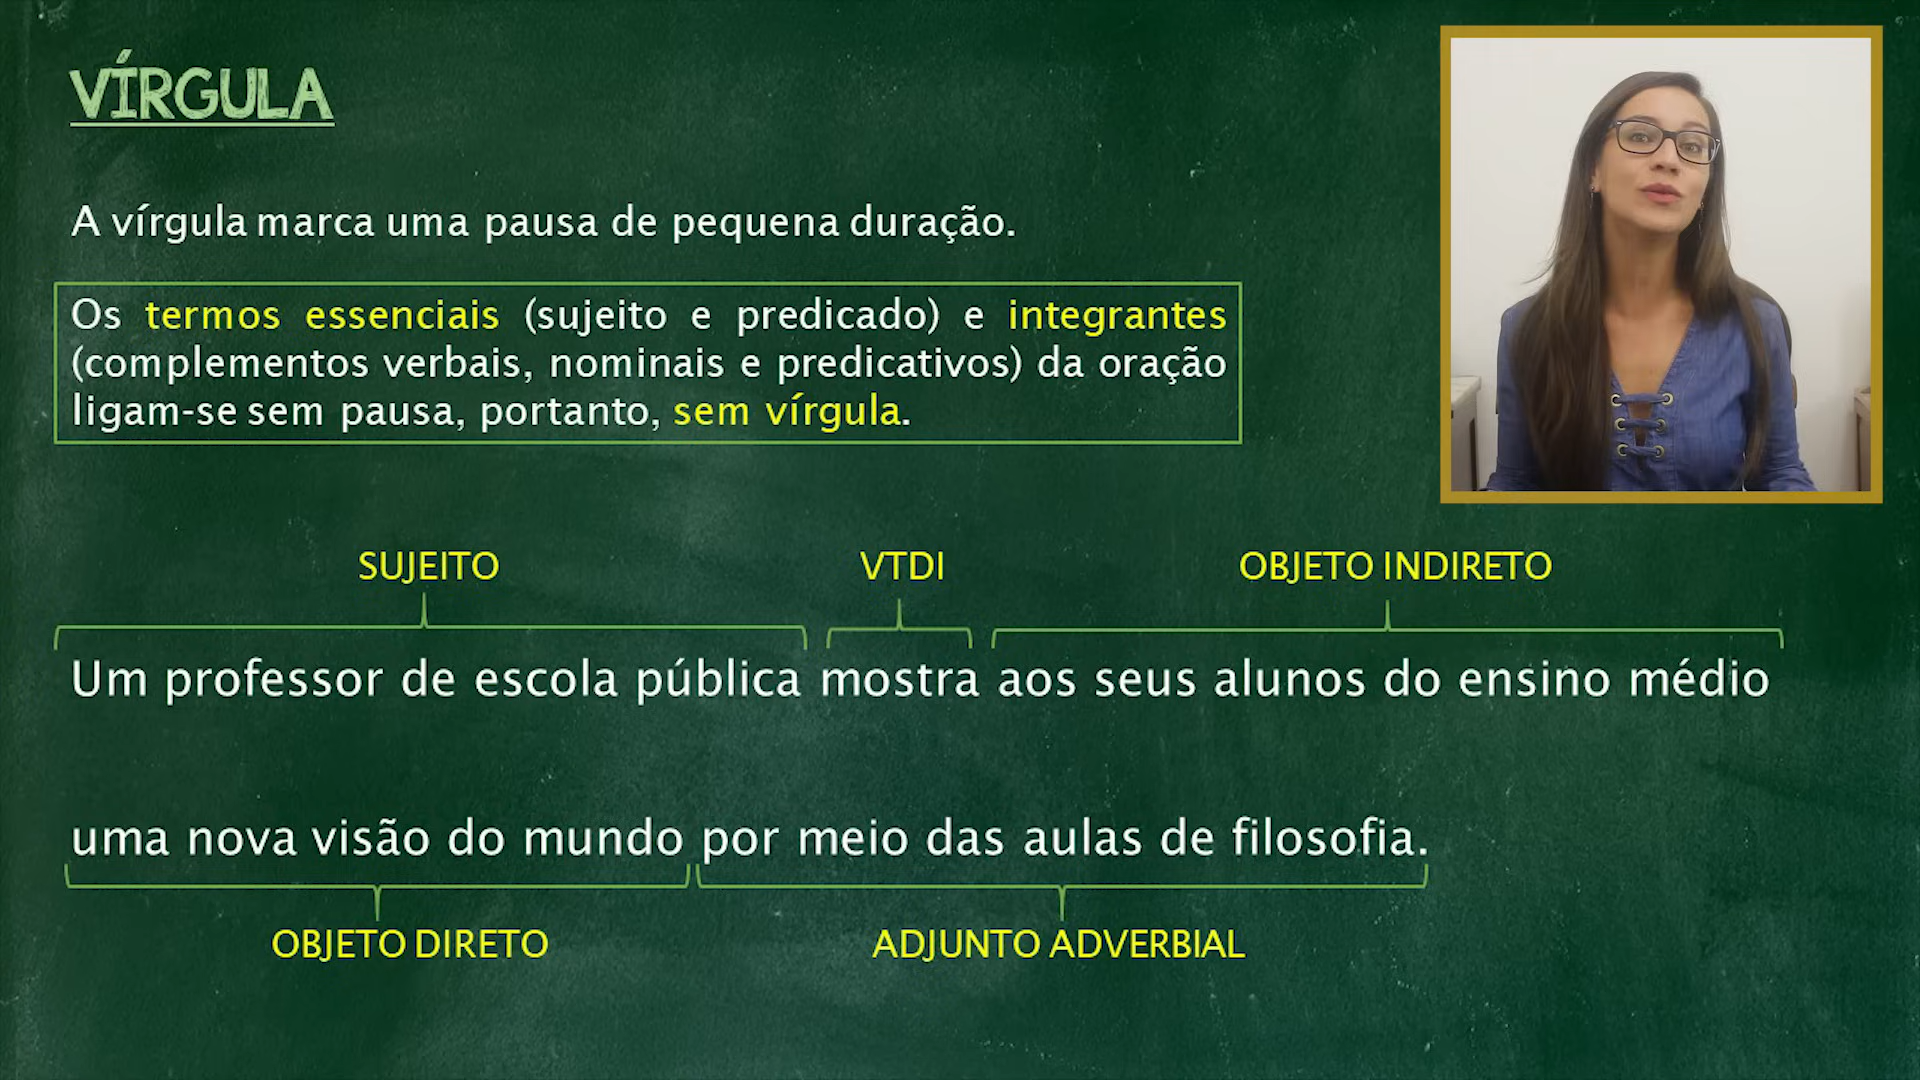 VÍRGULA
A vírgula marca uma pausa de pequena duração.
Os termos essenciais (sujeito e predicado) e integrantes
(complementos verbais, nominais e predicativos) da oração
ligam-se sem pausa, portanto, sem vírgula.
SUJEITO VTDI OBJETO INDIRETO
Um professor de escola pública mostra aos seus alunos do ensino médio
uma nova visão do mundo por meio das aulas de filosofia.
OBJETO DIRETO ADJUNTO ADVERBIAL